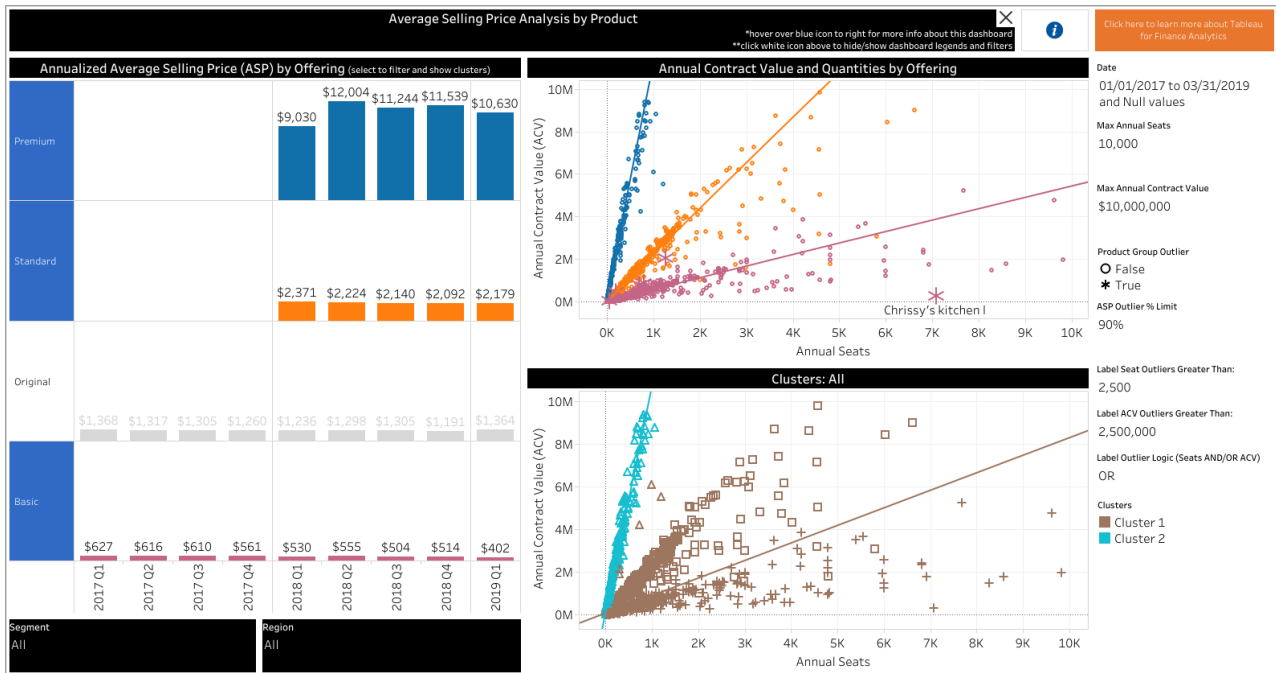 Average Selling Price Analysis by Product
*hover over blue icon to right for more info about this dashboard
**click white icon above to hide/show dashboard legends and filters
i
Click here to learn more about Tableau
for Finance Analytics
Annualized Average Selling Price (ASP) by Offering (select to filter and show clusters)
Premium
$9,030
$12,004
$11,244
$11,539
$10,630
Standard
$2,371
$2,224
$2,140
$2,092
$2,179
Original
$1,368
$1,317
$1,305
$1,260
$1,236
$1,298
$1,305
$1,191
$1,364
Basic
$627
$616
$610
$561
$530
$555
$504
$514
$402
2017 Q1
2017 Q2
2017 Q3
2017 Q4
2018 Q1
2018 Q2
2018 Q3
2018 Q4
2019 Q1
Segment
All
Region
All
Annual Contract Value and Quantities by Offering
Annual Contract Value (ACV)
10M
8M
6M
4M
2M
0M
Chrissy's kitchen I
0K
1K
2K
3K
4K
5K
6K
7K
8K
9K
10K
Annual Seats
Clusters: All
Annual Contract Value (ACV)
10M
8M
6M
4M
2M
0M
0K
1K
2K
3K
4K
5K
6K
7K
8K
9K
10K
Annual Seats
Date
01/01/2017 to 03/31/2019
and Null values
Max Annual Seats
10,000
Max Annual Contract Value
$10,000,000
Product Group Outlier
False
True
ASP Outlier % Limit
90%
Label Seat Outliers Greater Than:
2,500
Label ACV Outliers Greater Than:
2,500,000
Label Outlier Logic (Seats AND/OR ACV)
OR
Clusters
Cluster 1
Cluster 2